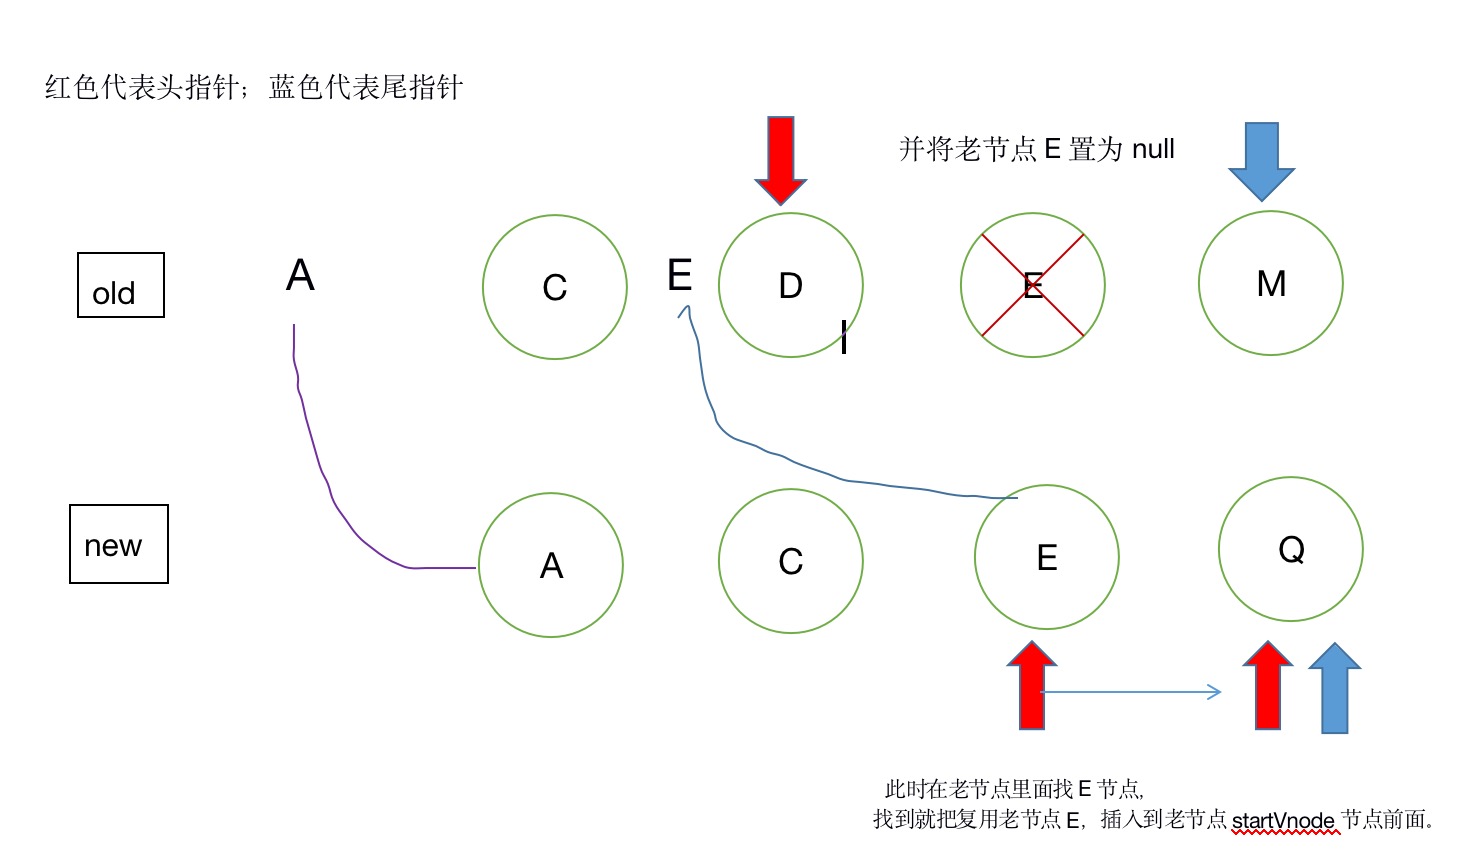 红色代表头指针；蓝色代表尾指针
并将老节点 E 置为 null
old
A
C
E
D
E
M
new
A
C
E
Q
此时在老节点里面找 E 节点,
找到就把复用老节点 E，插入到老节点 startVnode 节点前面。